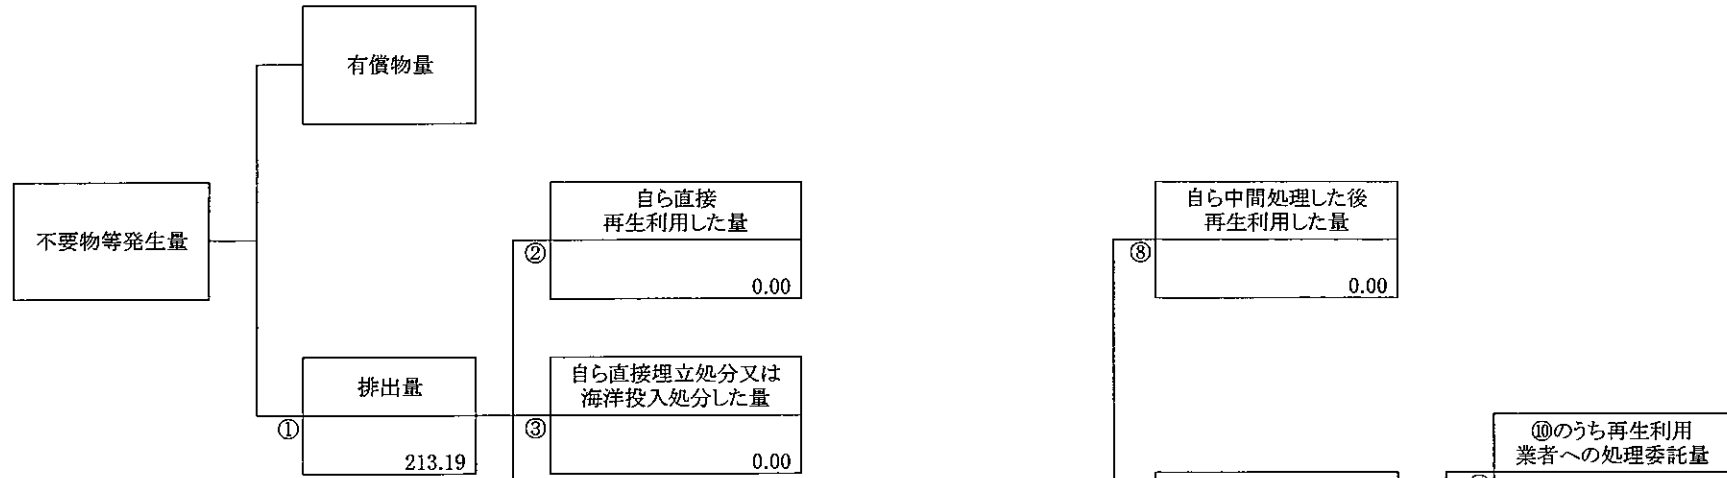 有償物量
不要物等発生量
自ら直接
再生利用した量
②
0.00
自ら中間処理した後
再生利用した量
⑧
0.00
排出量
①
213.19
自ら直接埋立処分又は
海洋投入処分した量
③
0.00
⑩のうち再生利用
業者への処理委託量